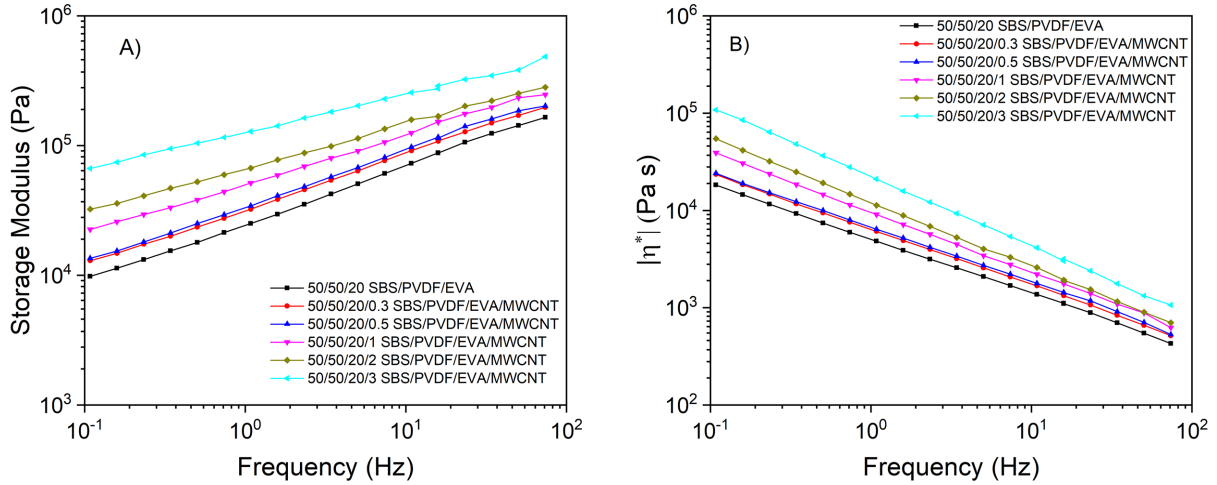 A)
Storage Modulus (Pa)
10^6
10^5
10^4
10^3
50/50/20 SBS/PVDF/EVA
50/50/20/0.3 SBS/PVDF/EVA/MWCNT
50/50/20/0.5 SBS/PVDF/EVA/MWCNT
50/50/20/1 SBS/PVDF/EVA/MWCNT
50/50/20/2 SBS/PVDF/EVA/MWCNT
50/50/20/3 SBS/PVDF/EVA/MWCNT
10^-1 10^0 10^1 10^2
Frequency (Hz)
B)
|η*| (Pa s)
10^6
10^5
10^4
10^3
10^2
50/50/20 SBS/PVDF/EVA
50/50/20/0.3 SBS/PVDF/EVA/MWCNT
50/50/20/0.5 SBS/PVDF/EVA/MWCNT
50/50/20/1 SBS/PVDF/EVA/MWCNT
50/50/20/2 SBS/PVDF/EVA/MWCNT
50/50/20/3 SBS/PVDF/EVA/MWCNT
10^-1 10^0 10^1 10^2
Frequency (Hz)